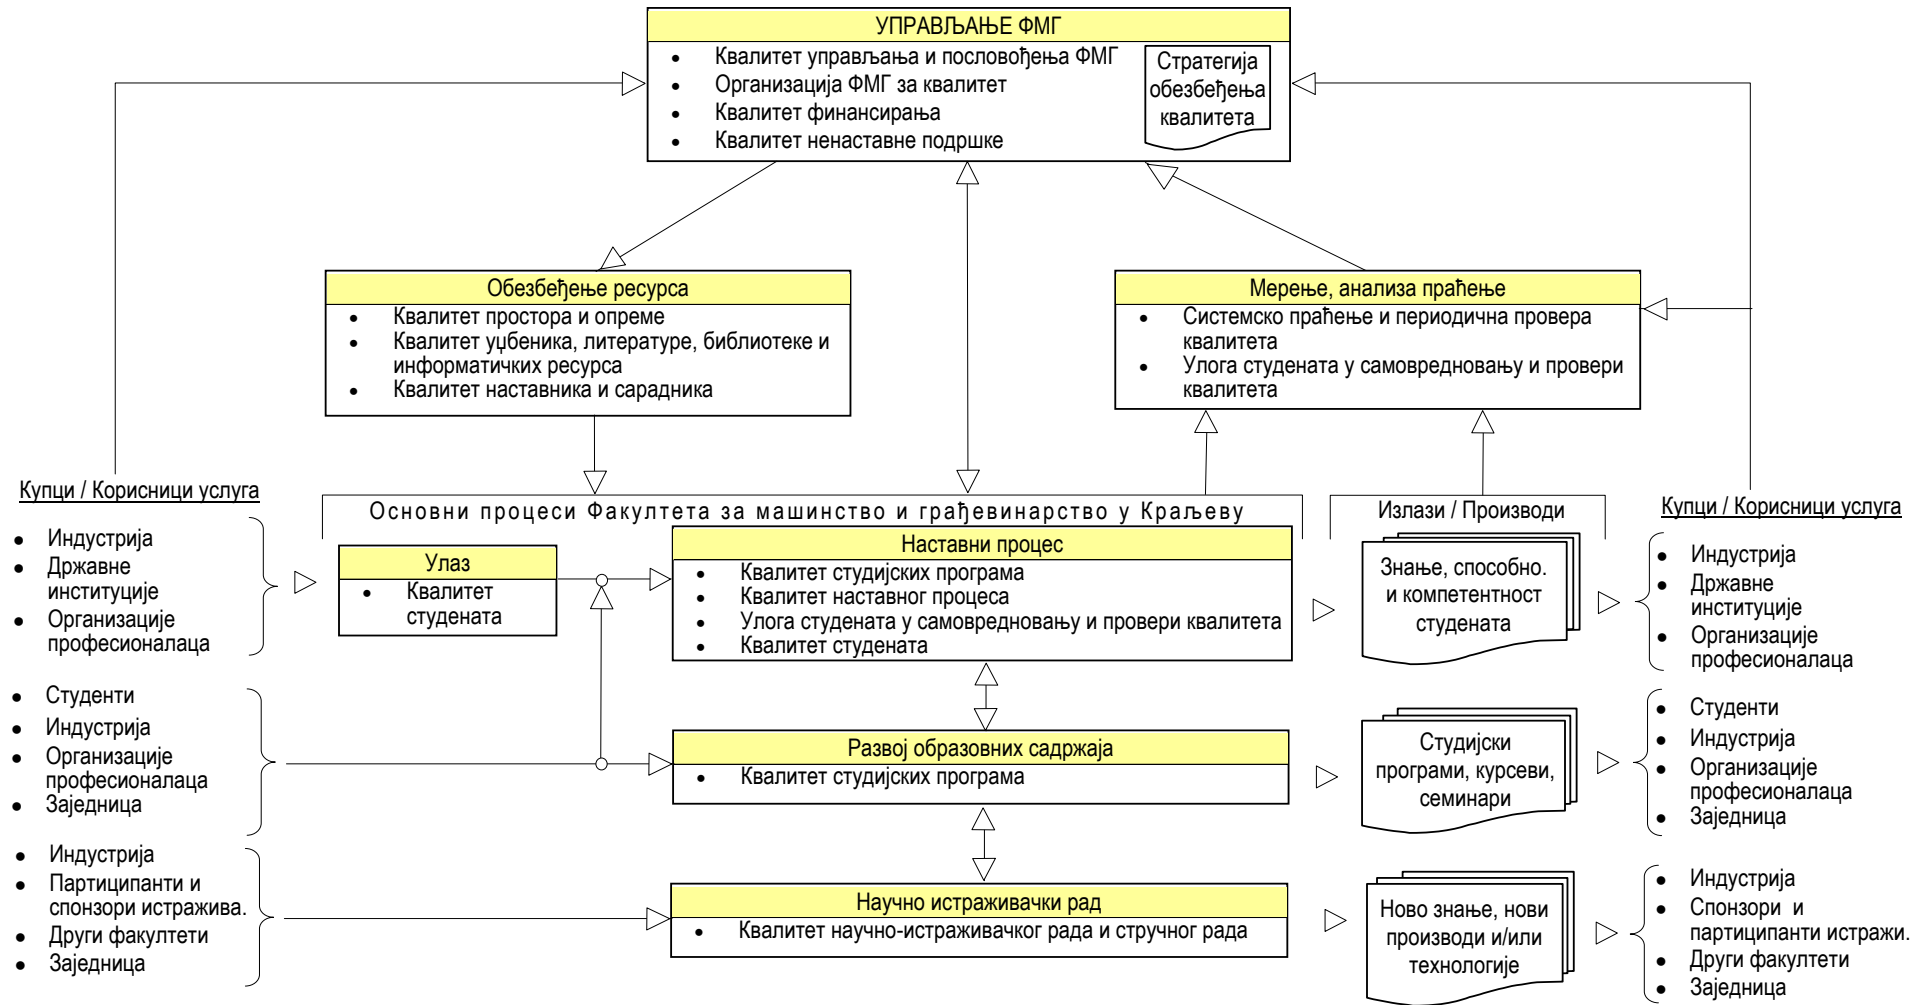 УПРАВЉАЊЕ ФМГ
Квалитет управљања и пословођења ФМГ
Организација ФМГ за квалитет
Квалитет финансирања
Квалитет ненаставне подршке
Стратегија
обезбеђења
квалитета
Обезбеђење ресурса
Квалитет простора и опреме
Квалитет уџбеника, литературе, библиотеке и
информатичких ресурса
Квалитет наставника и сарадника
Мерење, анализа праћење
Системско праћење и периодична провера
квалитета
Улога студената у самовредновању и провери
квалитета
Купци / Корисници услуга
Индустрија
Државне
институције
Организације
професионалаца
Студенти
Индустрија
Организације
професионалаца
Заједница
Индустрија
Партиципанти и
спонзори истражива.
Други факултети
Заједница
Основни процеси Факултета за машинство и грађевинарство у Краљеву
Улаз
Квалитет
студената
Наставни процес
Квалитет студијских програма
Квалитет наставног процеса
Улога студената у самовредновању и провери квалитета
Квалитет студената
Развој образовних садржаја
Квалитет студијских програма
Научно истраживачки рад
Квалитет научно-истраживачког рада и стручног рада
Излази / Производи
Знање, способно.
и компетентност
студената
Студијски
програми, курсеви,
семинари
Ново знање, нови
производи и/или
технологије
Купци / Корисници услуга
Индустрија
Државне
институције
Организације
професионалаца
Студенти
Индустрија
Организације
професионалаца
Заједница
Индустрија
Спонзори и
партиципанти истражи.
Други факултети
Заједница